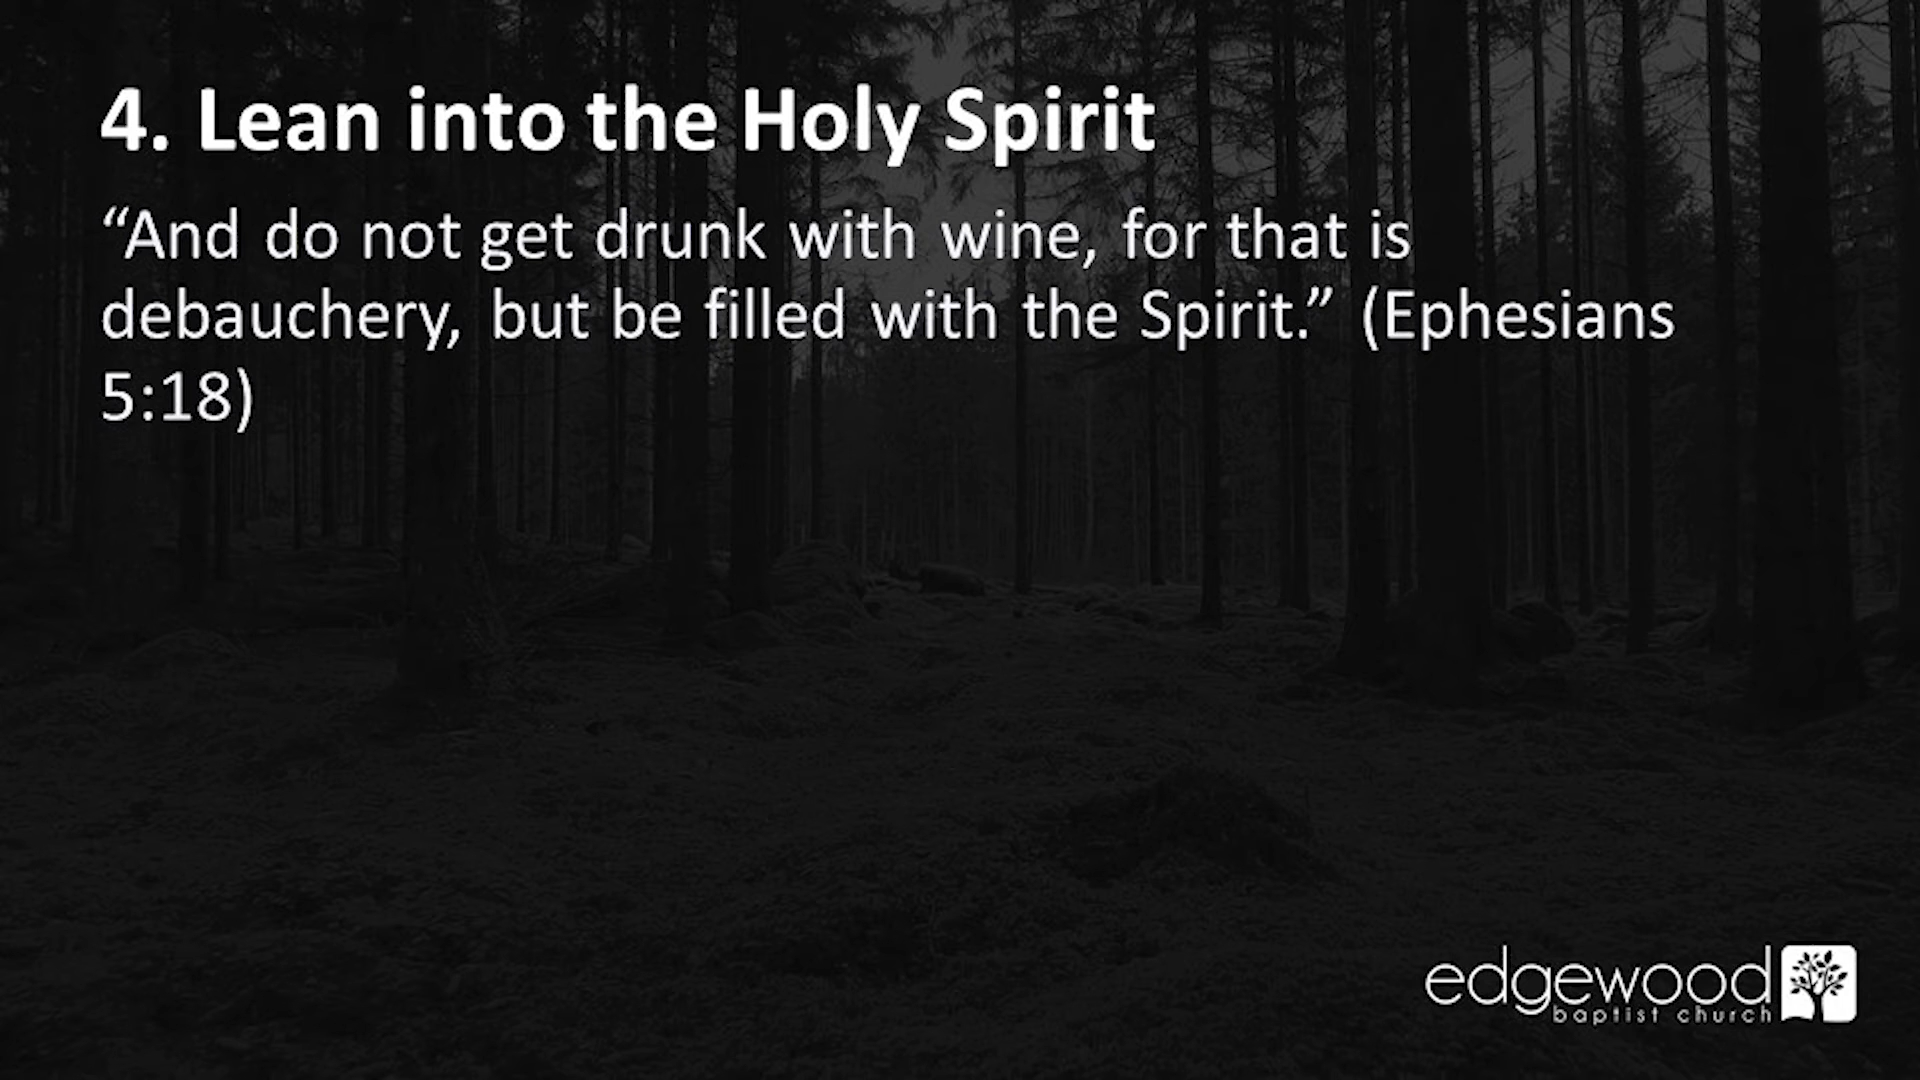 4. Lean into the Holy Spirit
“And do not get drunk with wine, for that is
debauchery, but be filled with the Spirit.” (Ephesians
5:18)
edgewood
baptist church